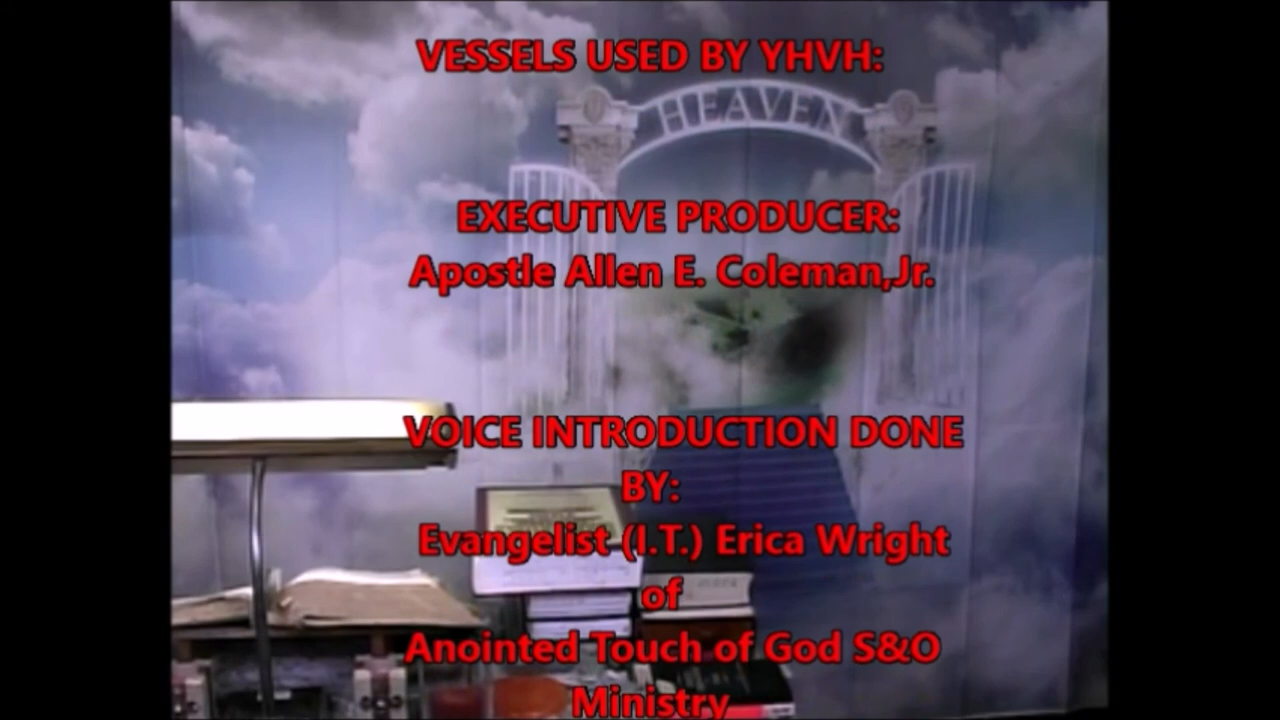 VESSELS USED BY YHVH:
HEAVEN
EXECUTIVE PRODUCER:
Apostle Allen E. Coleman,Jr.
VOICE INTRODUCTION DONE
BY:
Evangelist (I.T.) Erica Wright
of
Anointed Touch of God S&O
Ministry